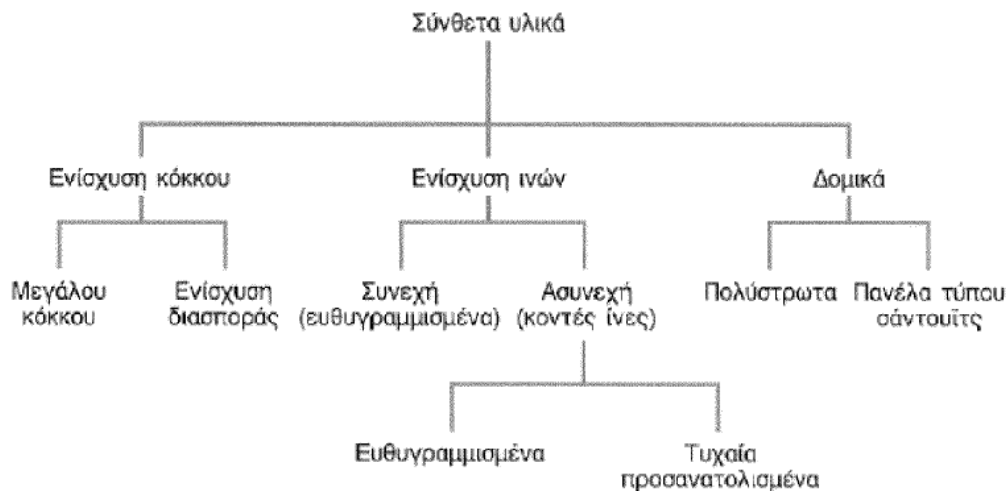 Σύνθετα υλικά
Ενίσχυση κόκκου
Ενίσχυση ινών
Δομικά
Μεγάλου
κόκκου
Ενίσχυση
διασποράς
Συνεχή
(ευθυγραμμισμένα)
Ασυνεχή
(κοντές ίνες)
Πολύστρωτα
Πανέλα τύπου
σάντουϊτς
Ευθυγραμμισμένα
Τυχαία
προσανατολισμένα